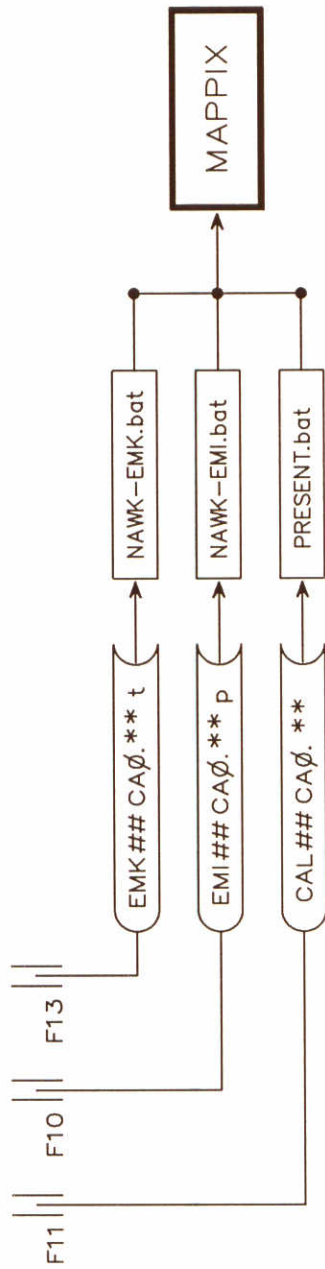 F13
EMK## CAØ.** t
NAWK-EMK.bat
F10
EMI## CAØ.** p
NAWK-EMI.bat
MAPPIX
F11
CAL## CAØ. **
PRESENT.bat